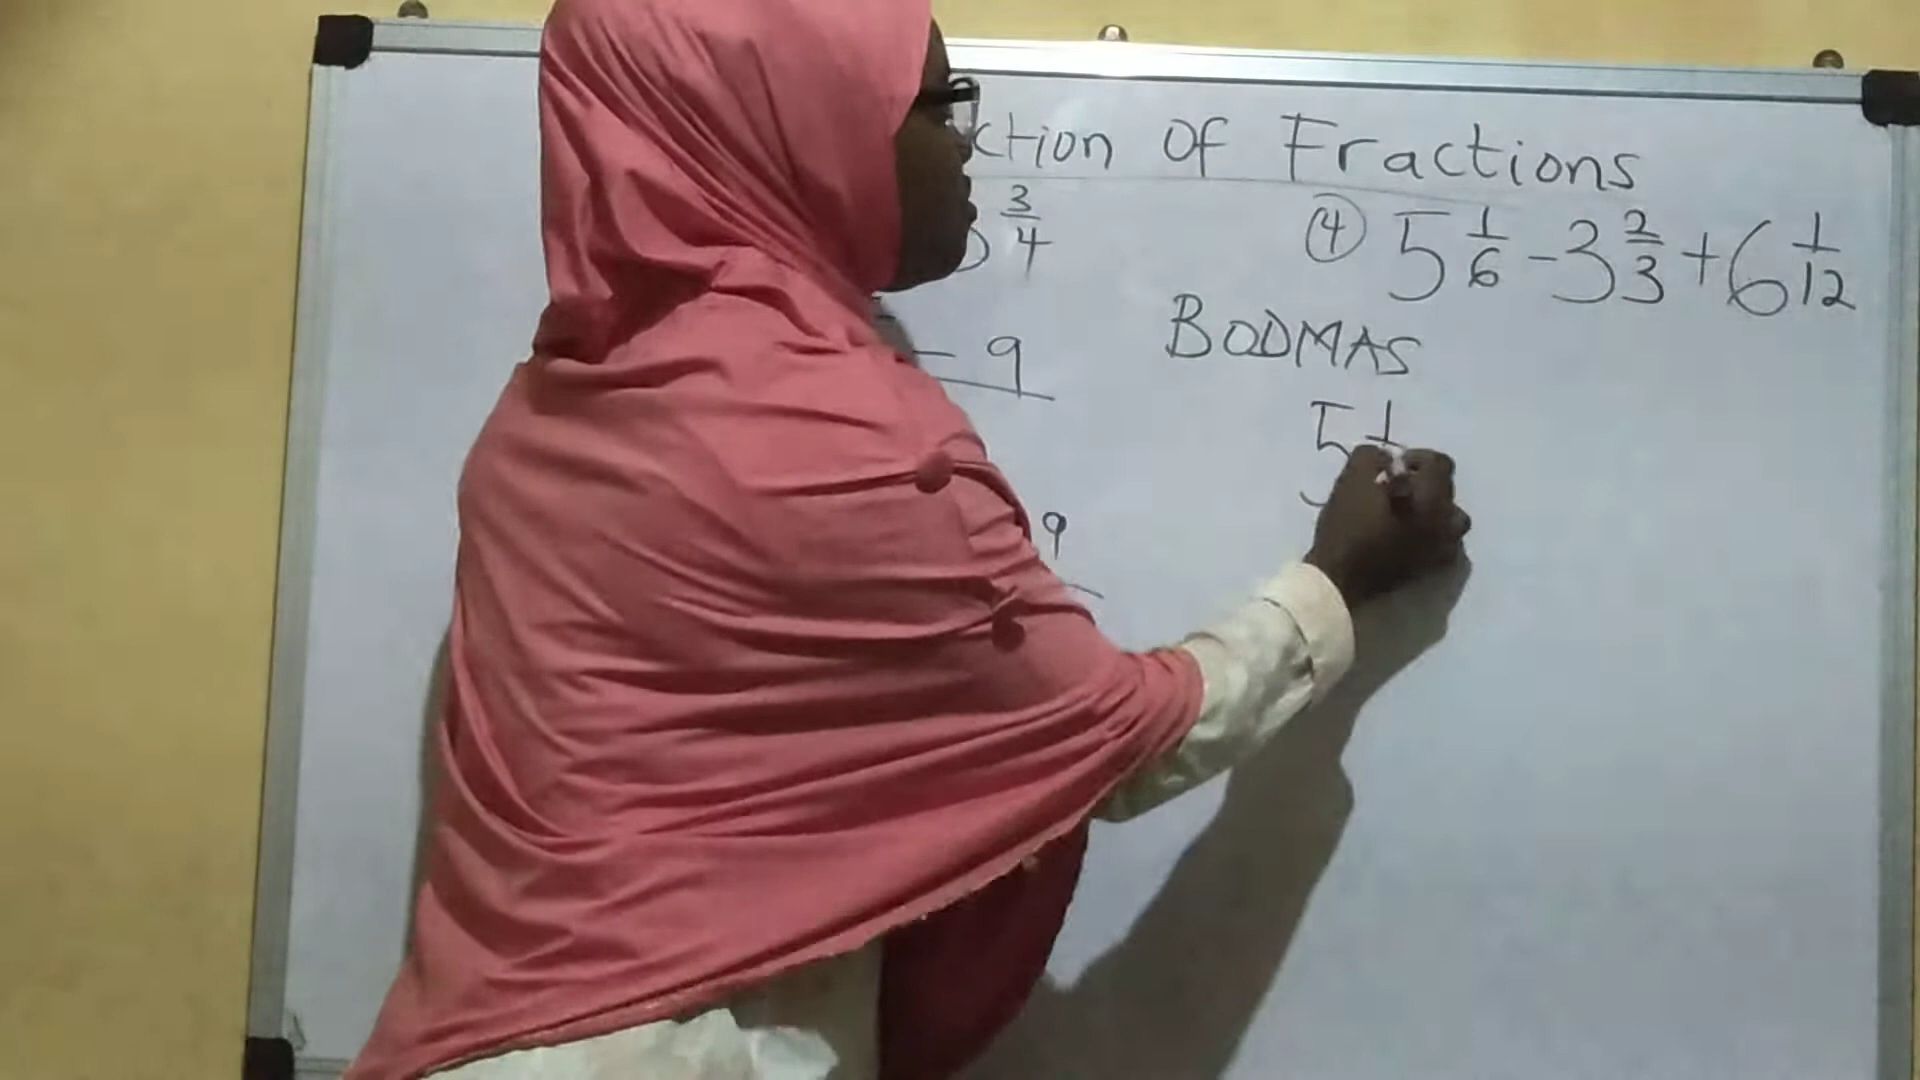 ction Of Fractions
3/4
④ 5 1/6 - 3 2/3 + 6 1/12
- 9
BODMAS
5 1
9